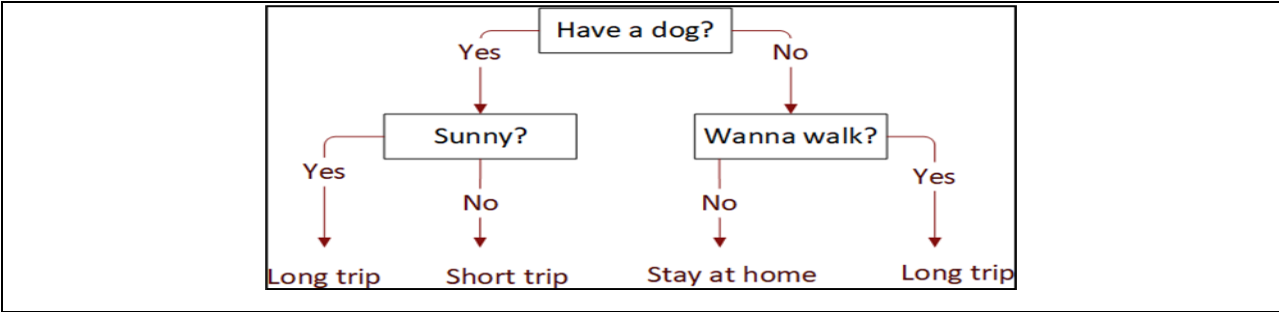 Have a dog?
Yes
No
Sunny?
Wanna walk?
Yes
No
No
Yes
Long trip
Short trip
Stay at home
Long trip